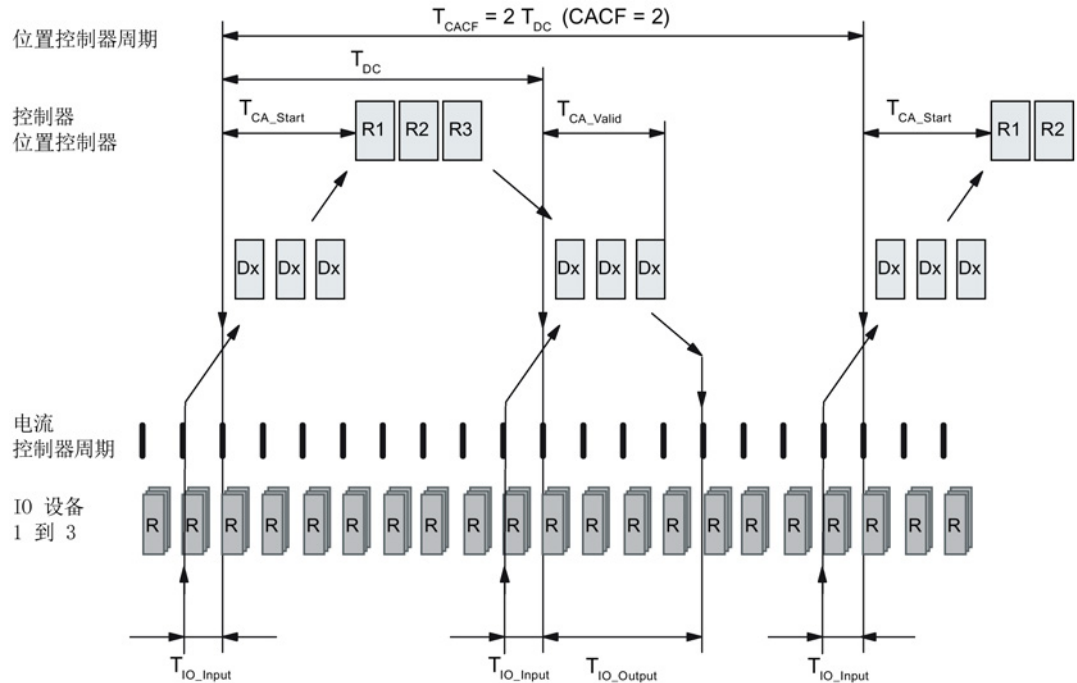 T_CACF = 2 T_DC (CACF = 2)
位置控制器周期
T_DC
控制器
位置控制器
T_CA_Start
R1 R2 R3
T_CA_Valid
T_CA_Start
R1 R2
Dx Dx Dx
Dx Dx Dx
Dx Dx Dx
电流
控制器周期
IO 设备
1 到 3
R R R R R R R R R R R R R R R R R R R R R
T_IO_Input
T_IO_Input
T_IO_Output
T_IO_Input